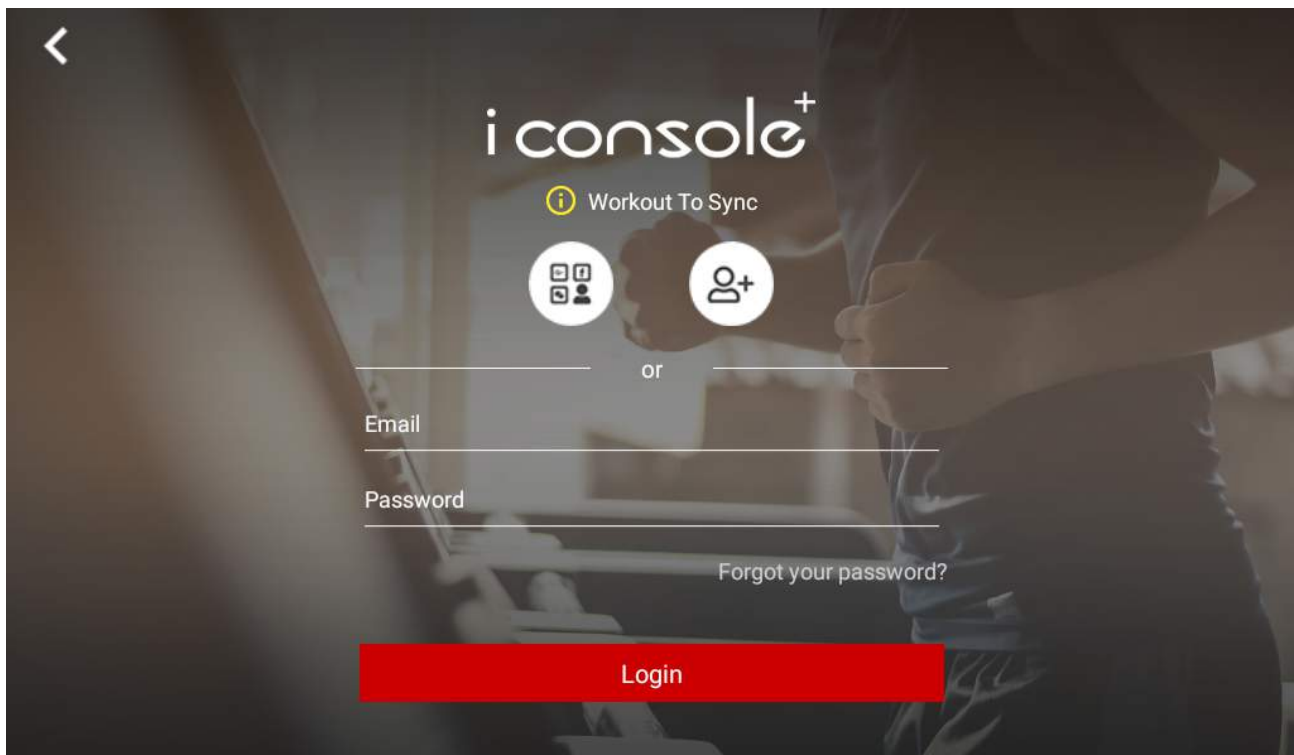 i console+
Workout To Sync
or
Email
Password
Forgot your password?
Login